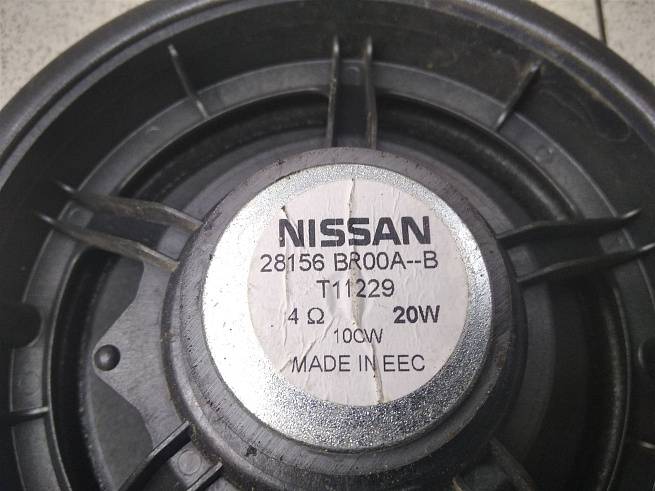 NISSAN
28156 BR00A--B
T11229
4 Ω 20W
100W
MADE IN EEC